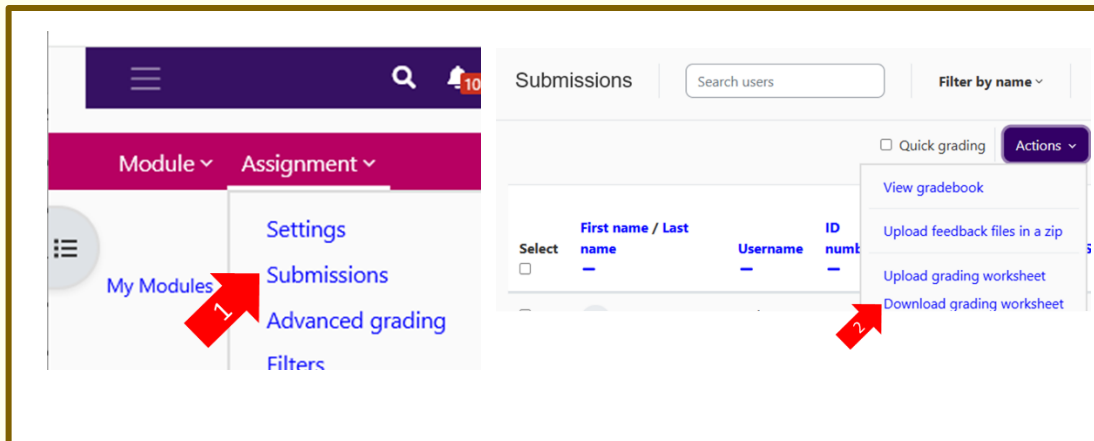 10
Module Assignment
Settings
My Modules
Submissions
1
Advanced grading
Filters
Submissions
Search users
Filter by name
Quick grading
Actions
View gradebook
Upload feedback files in a zip
Upload grading worksheet
Download grading worksheet
2
Select
First name / Last
name
Username
ID
numb